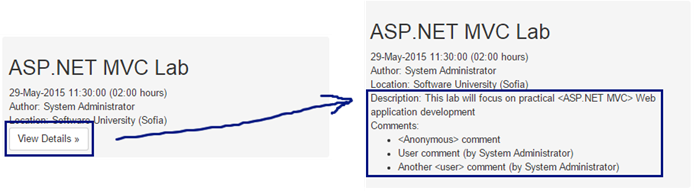 ASP.NET MVC Lab
29-May-2015 11:30:00 (02:00 hours)
Author: System Administrator
Location: Software University (Sofia)
View Details »
ASP.NET MVC Lab
29-May-2015 11:30:00 (02:00 hours)
Author: System Administrator
Location: Software University (Sofia)
Description: This lab will focus on practical <ASP.NET MVC> Web
application development
Comments:
• <Anonymous> comment
• User comment (by System Administrator)
• Another <user> comment (by System Administrator)